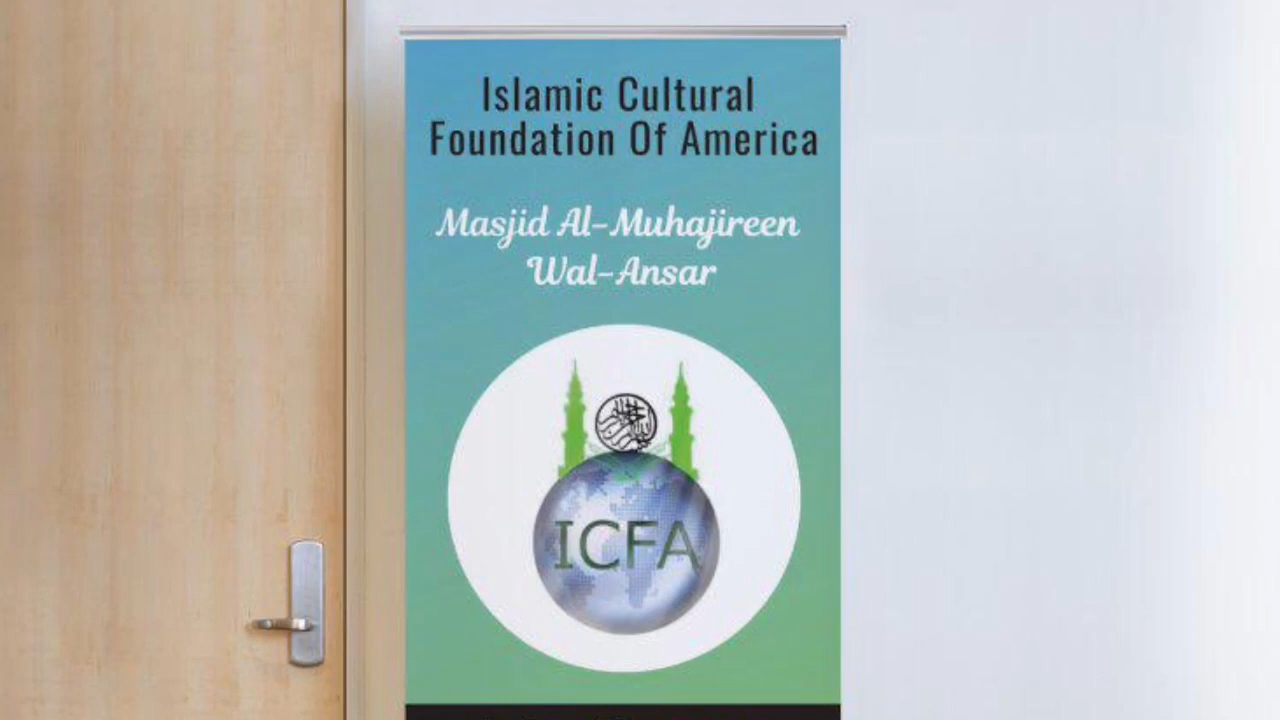 Islamic Cultural
Foundation Of America
Masjid Al-Muhajireen
Wal-Ansar
ICFA